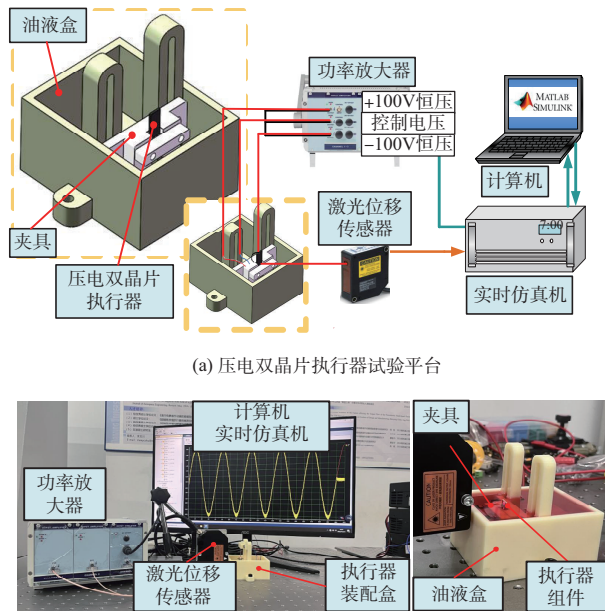 油液盒
功率放大器
+100V恒压
控制电压
−100V恒压
MATLAB
SIMULINK
计算机
激光位移
传感器
7:00
实时仿真机
夹具
压电双晶片
执行器
(a) 压电双晶片执行器试验平台
计算机
实时仿真机
夹具
功率放
大器
CAUTION
激光位移
传感器
执行器
装配盒
油液盒
执行器
组件